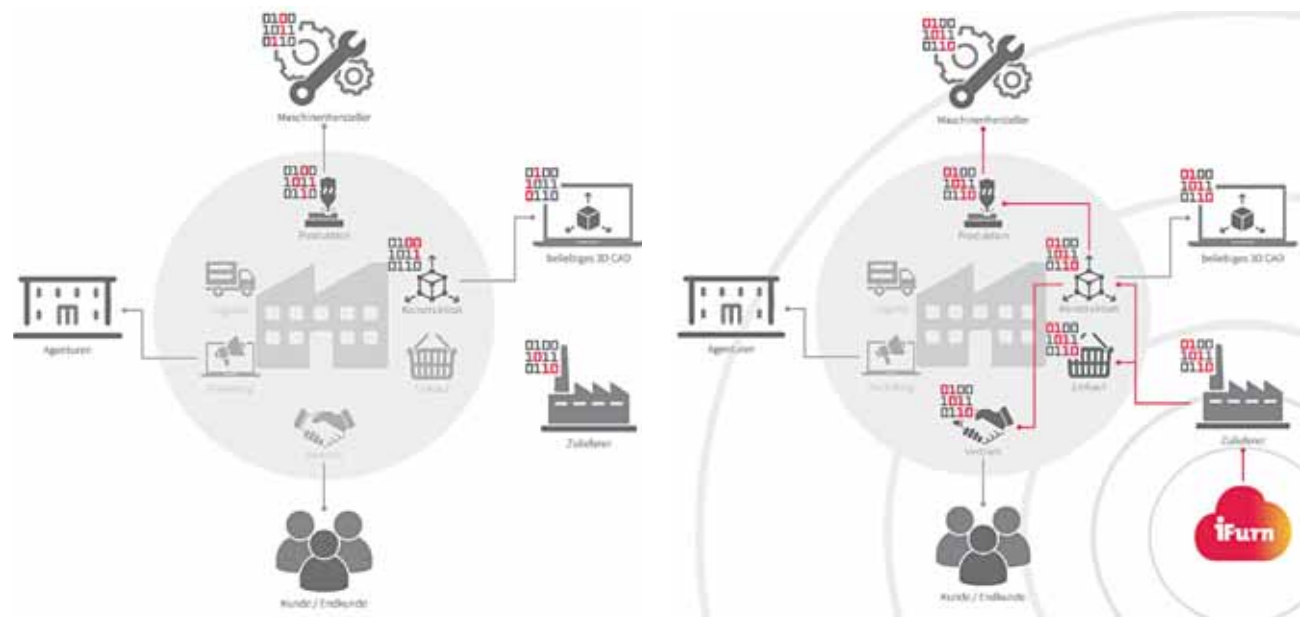 0100
1011
0110
Maschinenhersteller
0100
1011
0110
Produktion
0100
1011
0110
Beliebiges 3D CAD
0100
1011
0110
Konstruktion
Logistik
Agenturen
Marketing
Einkauf
0100
1011
0110
Zulieferer
Kunde / Endkunde
0100
1011
0110
Maschinenhersteller
0100
1011
0110
Produktion
0100
1011
0110
Beliebiges 3D CAD
0100
1011
0110
Konstruktion
Logistik
Agenturen
Marketing
0100
1011
0110
Einkauf
0100
1011
0110
Zulieferer
0100
1011
0110
Vertrieb
iFurn
Kunde / Endkunde